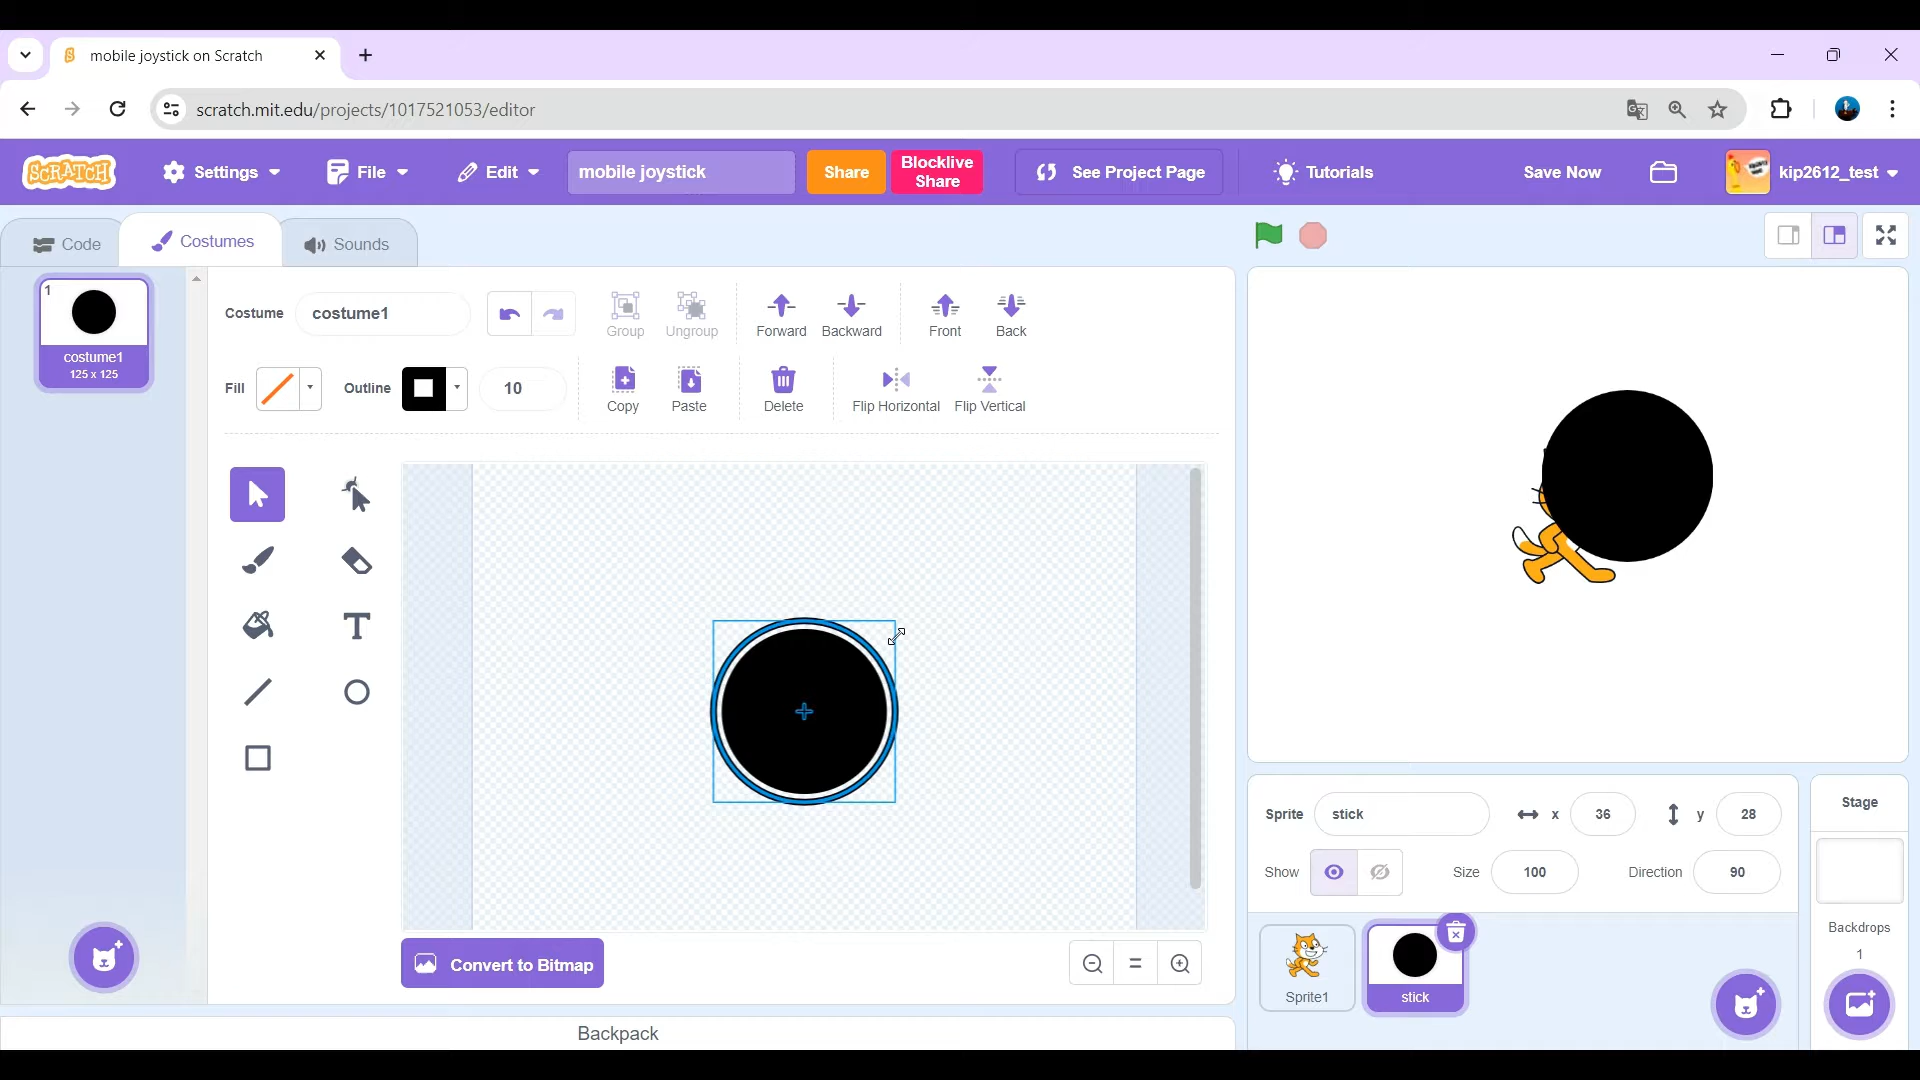 mobile joystick on Scratch
scratch.mit.edu/projects/1017521053/editor
SCRATCH
Settings
File
Edit
mobile joystick
Share
Blocklive
Share
See Project Page
Tutorials
Save Now
kip2612_test
Code
Costumes
Sounds
1
costume1
125 x 125
Costume
costume1
Group
Ungroup
Forward
Backward
Front
Back
Fill
Outline
10
Copy
Paste
Delete
Flip Horizontal
Flip Vertical
T
Convert to Bitmap
Backpack
Sprite
stick
x
36
y
28
Show
Size
100
Direction
90
Sprite1
stick
Stage
Backdrops
1